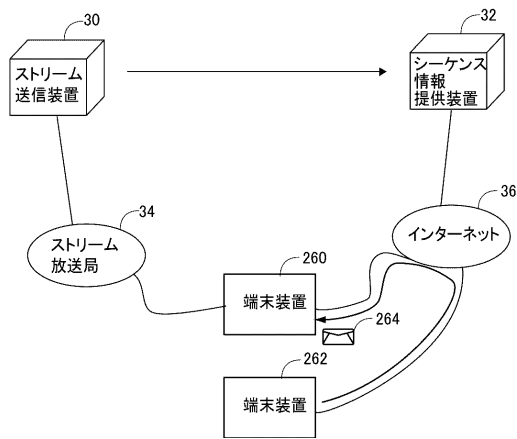 30
ストリーム
送信装置
32
シーケンス
情報
提供装置
34
ストリーム
放送局
36
インターネット
260
端末装置
264
262
端末装置